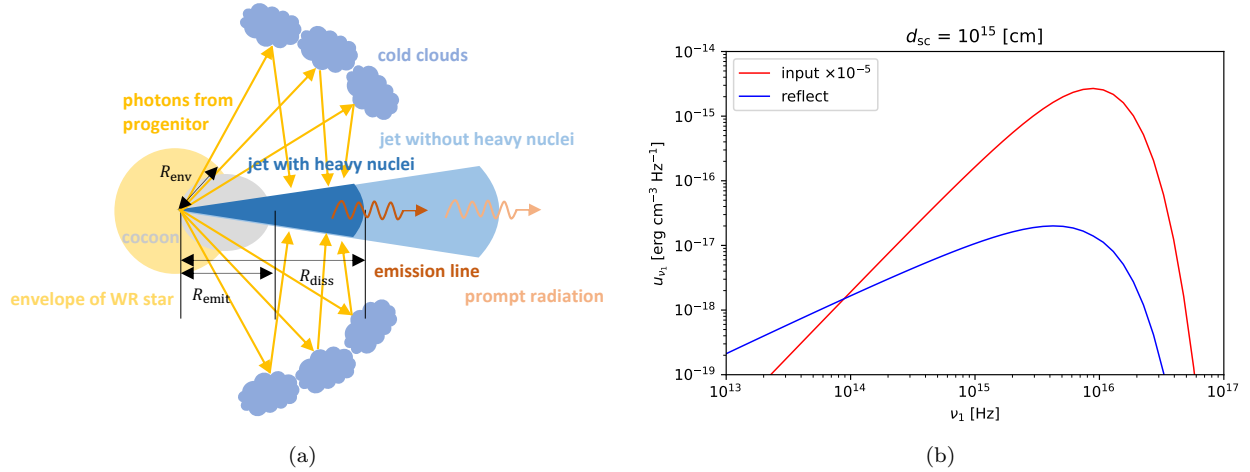 cold clouds
photons from
progenitor
jet without heavy nuclei
R_env
jet with heavy nuclei
cocoon
emission line
R_diss
envelope of WR star
R_emit
prompt radiation
(a)
d_sc = 10^15 [cm]
input ×10^−5
reflect
u_ν1 [erg cm^−3 Hz^−1]
10^−14
10^−15
10^−16
10^−17
10^−18
10^−19
10^13
10^14
10^15
10^16
10^17
ν_1 [Hz]
(b)